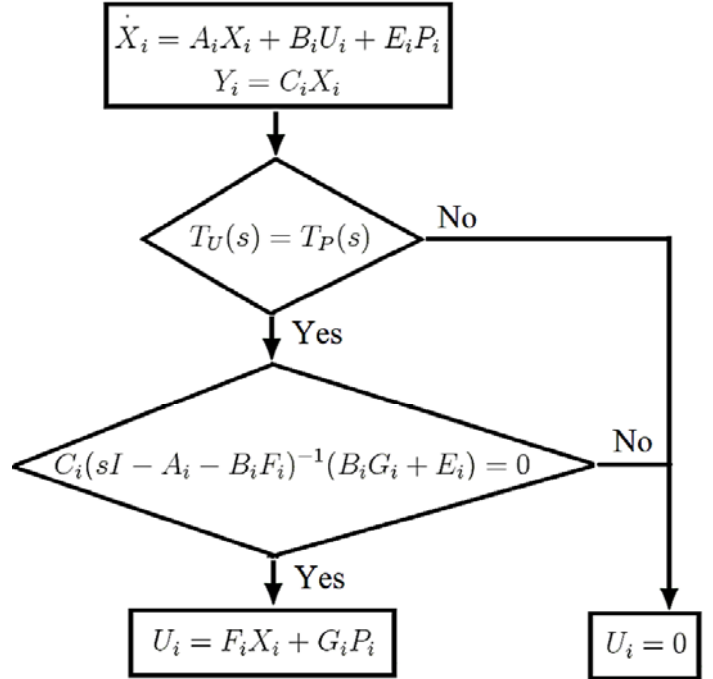 Ẋ_i = A_iX_i + B_iU_i + E_iP_i
Y_i = C_iX_i
T_U(s) = T_P(s)
No
Yes
C_i(sI − A_i − B_iF_i)^{-1}(B_iG_i + E_i) = 0
No
Yes
U_i = F_iX_i + G_iP_i
U_i = 0